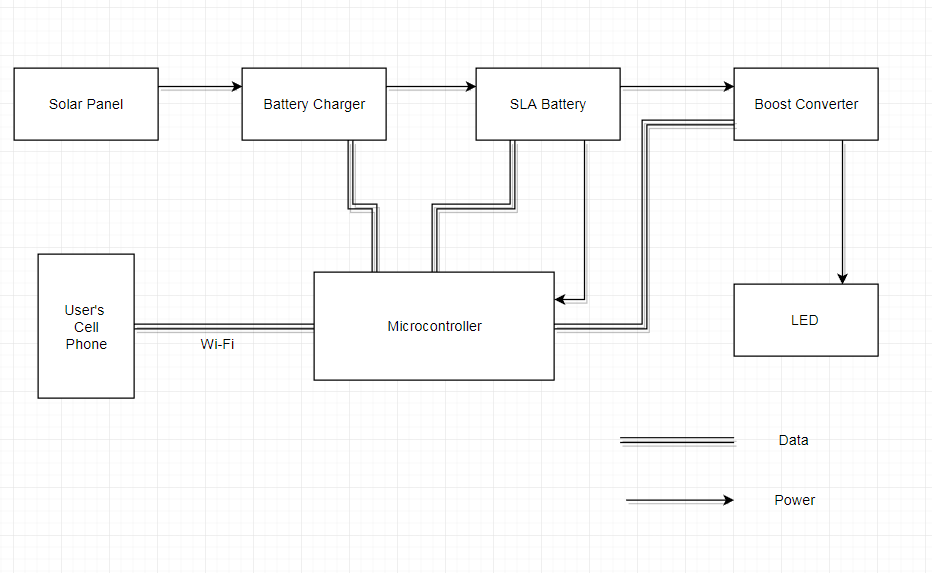 Solar Panel
Battery Charger
SLA Battery
Boost Converter
User's
Cell
Phone
Wi-Fi
Microcontroller
LED
Data
Power